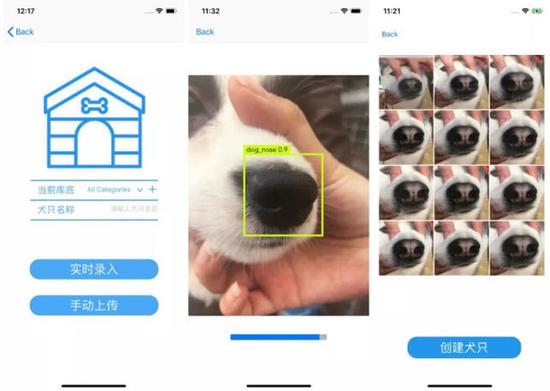 12:17
Back
当前库底 All Categories
犬只名称 请输入犬只名称
实时录入
手动上传
11:32
Back
dog_nose 0.9
11:21
Back
创建犬只